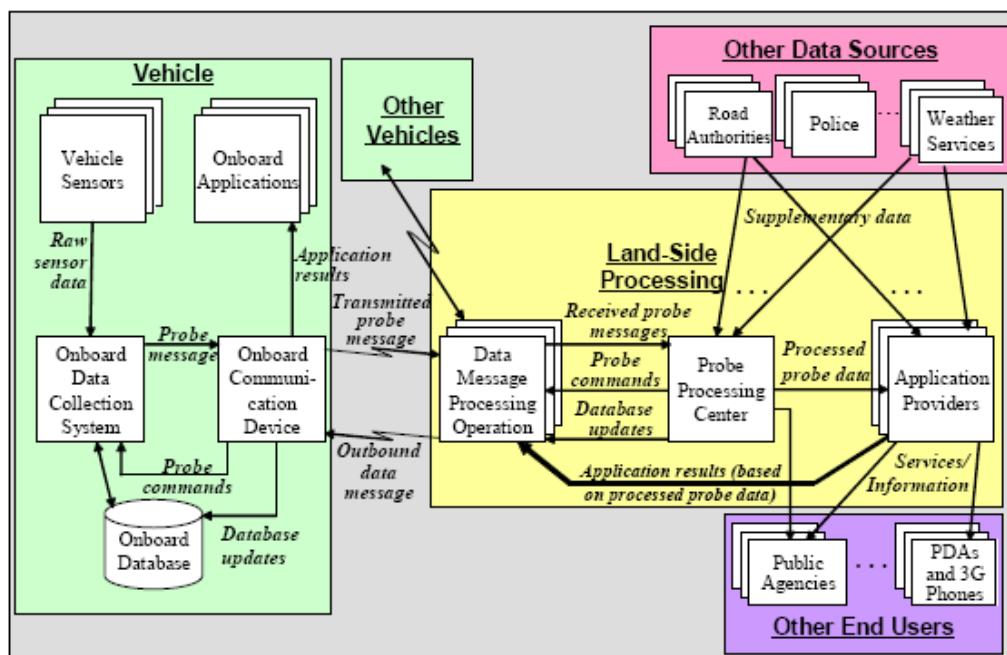 Vehicle
Vehicle
Sensors
Onboard
Applications
Raw
sensor
data
Application
results
Probe
message
Onboard
Data
Collection
System
Onboard
Communi-
cation
Device
Probe
commands
Onboard
Database
Database
updates
Other
Vehicles
Transmitted
probe
message
Outbound
data
message
Other Data Sources
Road
Authorities
Police
...
Weather
Services
Supplementary data
Land-Side
Processing
...
...
Received probe
messages
Data
Message
Processing
Operation
Probe
commands
Database
updates
Probe
Processing
Center
Processed
probe data
Application
Providers
Application results (based
on processed probe data)
Services/
Information
Public
Agencies
...
PDAs
and 3G
Phones
Other End Users